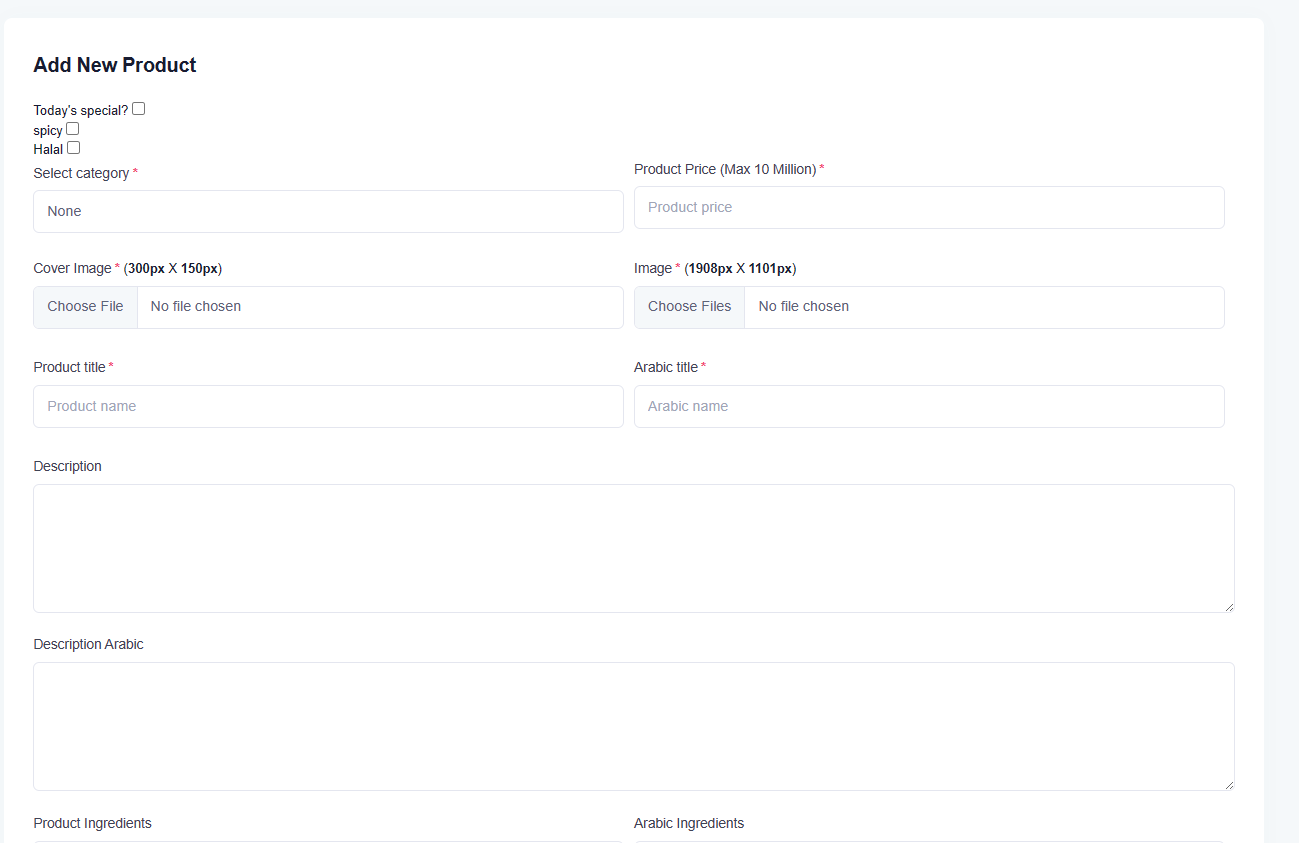 Add New Product
Today's special?
spicy
Halal
Select category *
Product Price (Max 10 Million) *
None
Product price
Cover Image * (300px X 150px)
Image * (1908px X 1101px)
Choose File No file chosen
Choose Files No file chosen
Product title *
Arabic title *
Product name
Arabic name
Description
Description Arabic
Product Ingredients
Arabic Ingredients